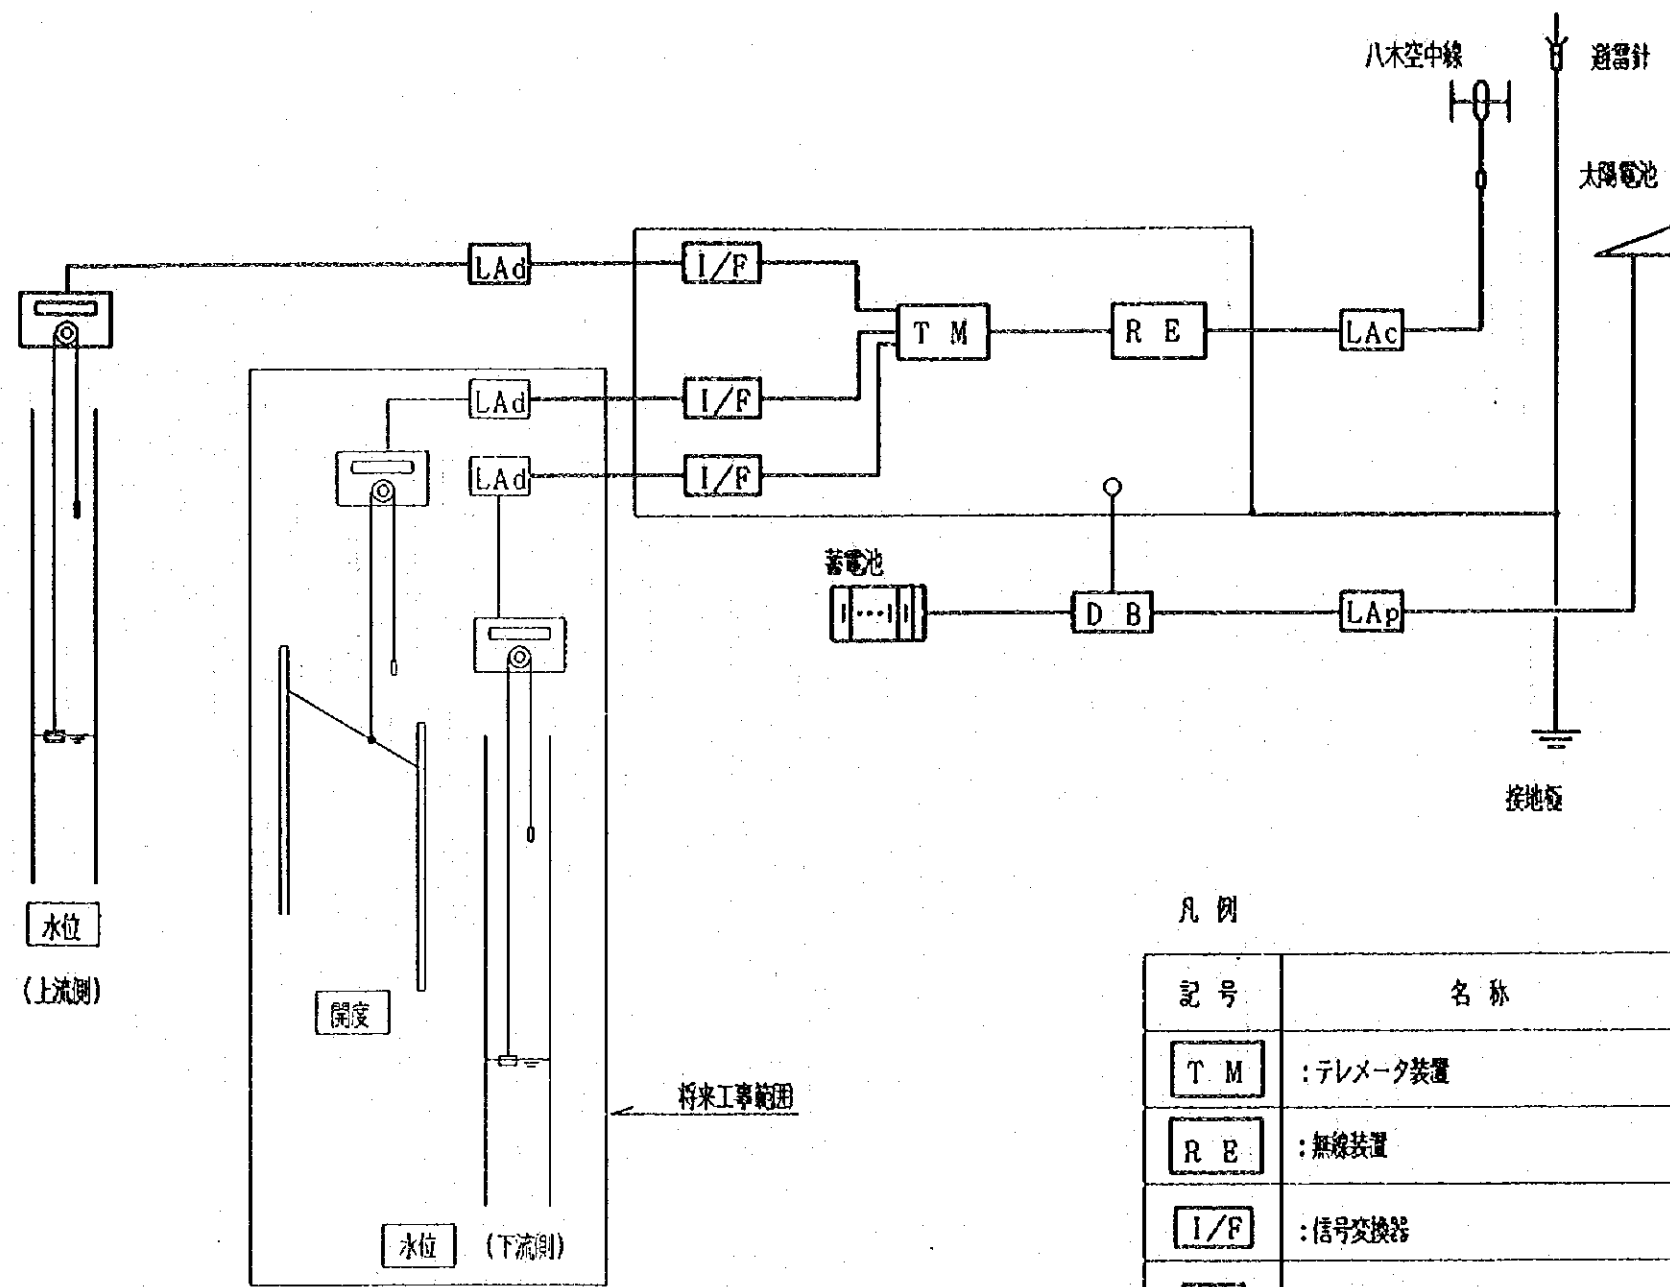 八木空中線
避雷針
太陽電池
LAd
I/F
T M
R E
LAc
LAd
I/F
LAd
I/F
蓄電池
D B
LAp
接地極
水位
(上流側)
開度
将来工事範囲
水位
(下流側)
凡 例
記 号
名 称
T M
:テレメータ装置
R E
:無線装置
I/F
:信号変換器